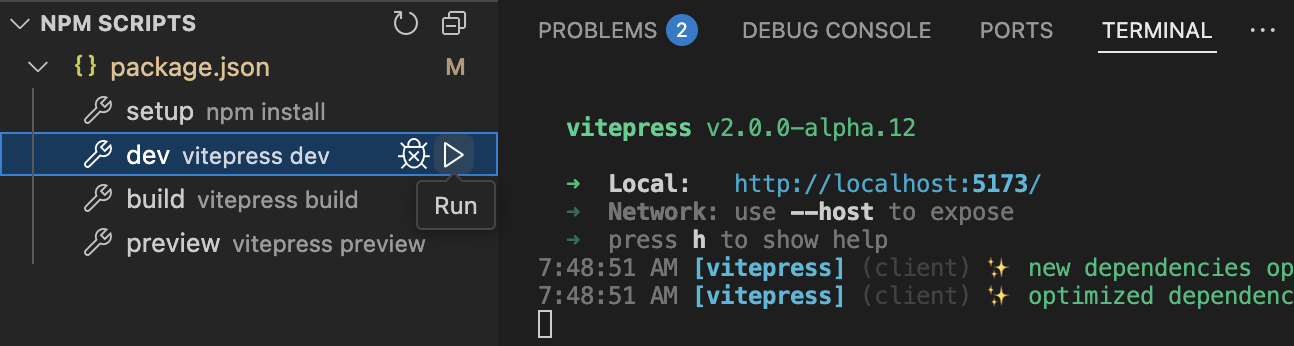 NPM SCRIPTS
{} package.json M
setup npm install
dev vitepress dev
Run
build vitepress build
preview vitepress preview
PROBLEMS 2 DEBUG CONSOLE PORTS TERMINAL ...
vitepress v2.0.0-alpha.12
➜ Local: http://localhost:5173/
➜ Network: use --host to expose
➜ press h to show help
7:48:51 AM [vitepress] (client) ✨ new dependencies op
7:48:51 AM [vitepress] (client) ✨ optimized dependenc